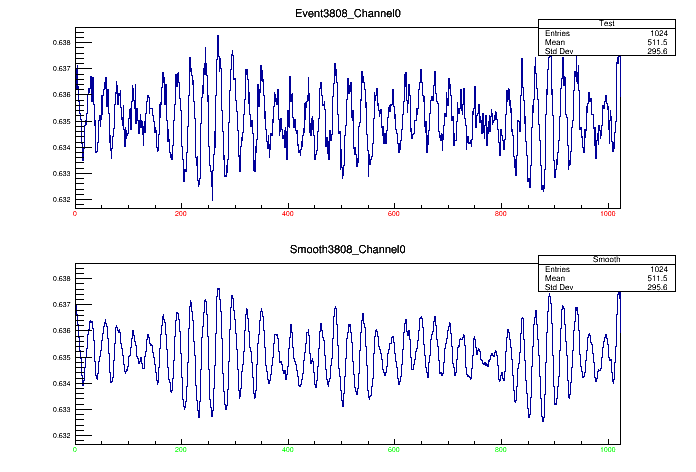 Event3808_Channel0
Test
Entries 1024
Mean 511.5
Std Dev 295.6
0.638
0.637
0.636
0.635
0.634
0.633
0.632
0 200 400 600 800 1000
Smooth3808_Channel0
Smooth
Entries 1024
Mean 511.5
Std Dev 295.6
0.638
0.637
0.636
0.635
0.634
0.633
0.632
0 200 400 600 800 1000